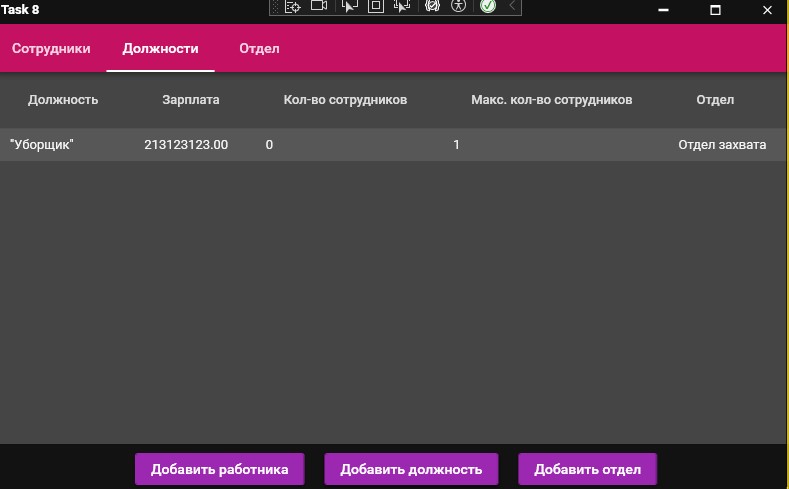 Task 8
Сотрудники Должности Отдел
Должность Зарплата Кол-во сотрудников Макс. кол-во сотрудников Отдел
"Уборщик" 213123123.00 0 1 Отдел захвата
Добавить работника Добавить должность Добавить отдел